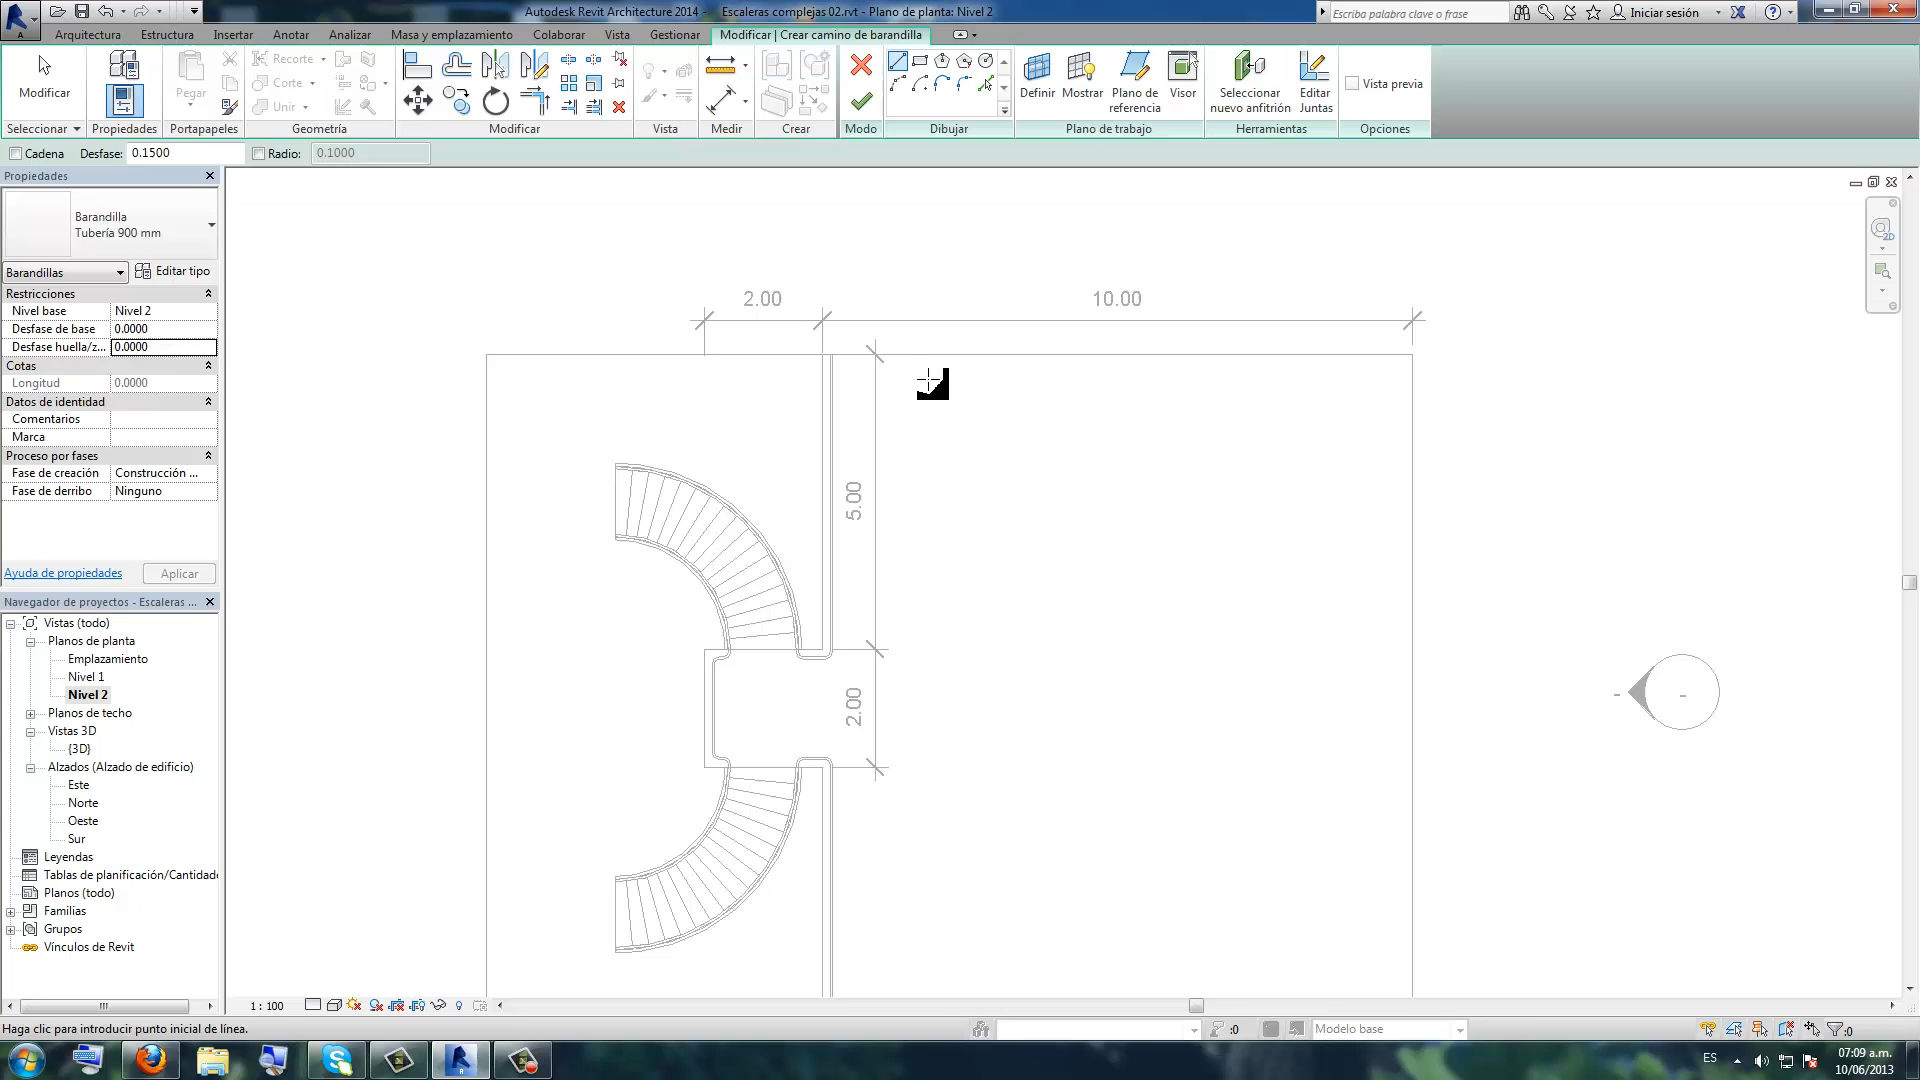 Autodesk Revit Architecture 2014 - Escaleras complejas 02.rvt - Plano de planta: Nivel 2
Escriba palabra clave o frase
Iniciar sesión
Arquitectura Estructura Insertar Anotar Analizar Masa y emplazamiento Colaborar Vista Gestionar Modificar | Crear camino de barandilla
Modificar
Pegar
Recorte
Corte
Unir
Definir Mostrar Plano de referencia Visor
Seleccionar nuevo anfitrión
Editar Juntas
Vista previa
Seleccionar Propiedades Portapapeles Geometría Modificar Vista Medir Crear Modo Dibujar Plano de trabajo Herramientas Opciones
Cadena Desfase: 0.1500 Radio: 0.1000
Propiedades
Barandilla
Tubería 900 mm
Barandillas Editar tipo
Restricciones
Nivel base Nivel 2
Desfase de base 0.0000
Desfase huella/z... 0.0000
Cotas
Longitud 0.0000
Datos de identidad
Comentarios
Marca
Proceso por fases
Fase de creación Construcción ...
Fase de derribo Ninguno
Ayuda de propiedades Aplicar
Navegador de proyectos - Escaleras ...
Vistas (todo)
Planos de planta
Emplazamiento
Nivel 1
Nivel 2
Planos de techo
Vistas 3D
{3D}
Alzados (Alzado de edificio)
Este
Norte
Oeste
Sur
Leyendas
Tablas de planificación/Cantidade
Planos (todo)
Familias
Grupos
Vínculos de Revit
2.00
10.00
5.00
2.00
2D
1 : 100
Haga clic para introducir punto inicial de línea.
:0
Modelo base
:0
ES
07:09 a.m.
10/06/2013